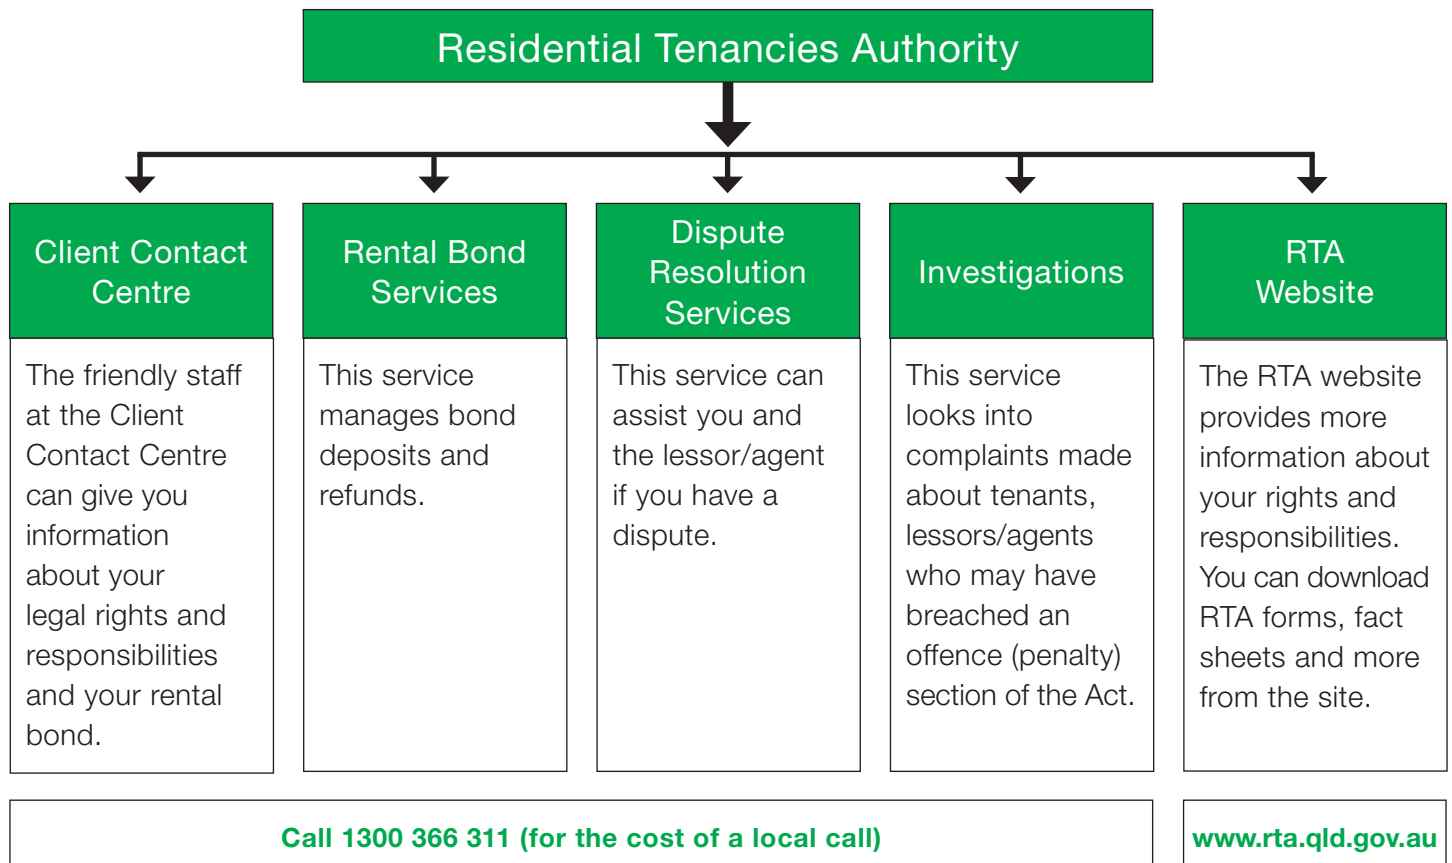 Residential Tenancies Authority
Client Contact
Centre
The friendly staff
at the Client
Contact Centre
can give you
information
about your
legal rights and
responsibilities
and your rental
bond.
Rental Bond
Services
This service
manages bond
deposits and
refunds.
Dispute
Resolution
Services
This service can
assist you and
the lessor/agent
if you have a
dispute.
Investigations
This service
looks into
complaints made
about tenants,
lessors/agents
who may have
breached an
offence (penalty)
section of the Act.
RTA
Website
The RTA website
provides more
information about
your rights and
responsibilities.
You can download
RTA forms, fact
sheets and more
from the site.
Call 1300 366 311 (for the cost of a local call)
www.rta.qld.gov.au